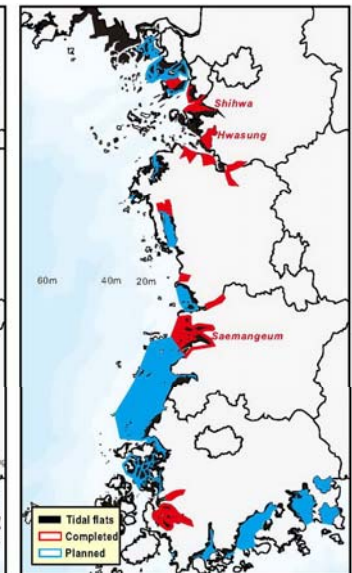 Shihwa
Hwasung
60m
40m
20m
Saemangeum
Tidal flats
Completed
Planned